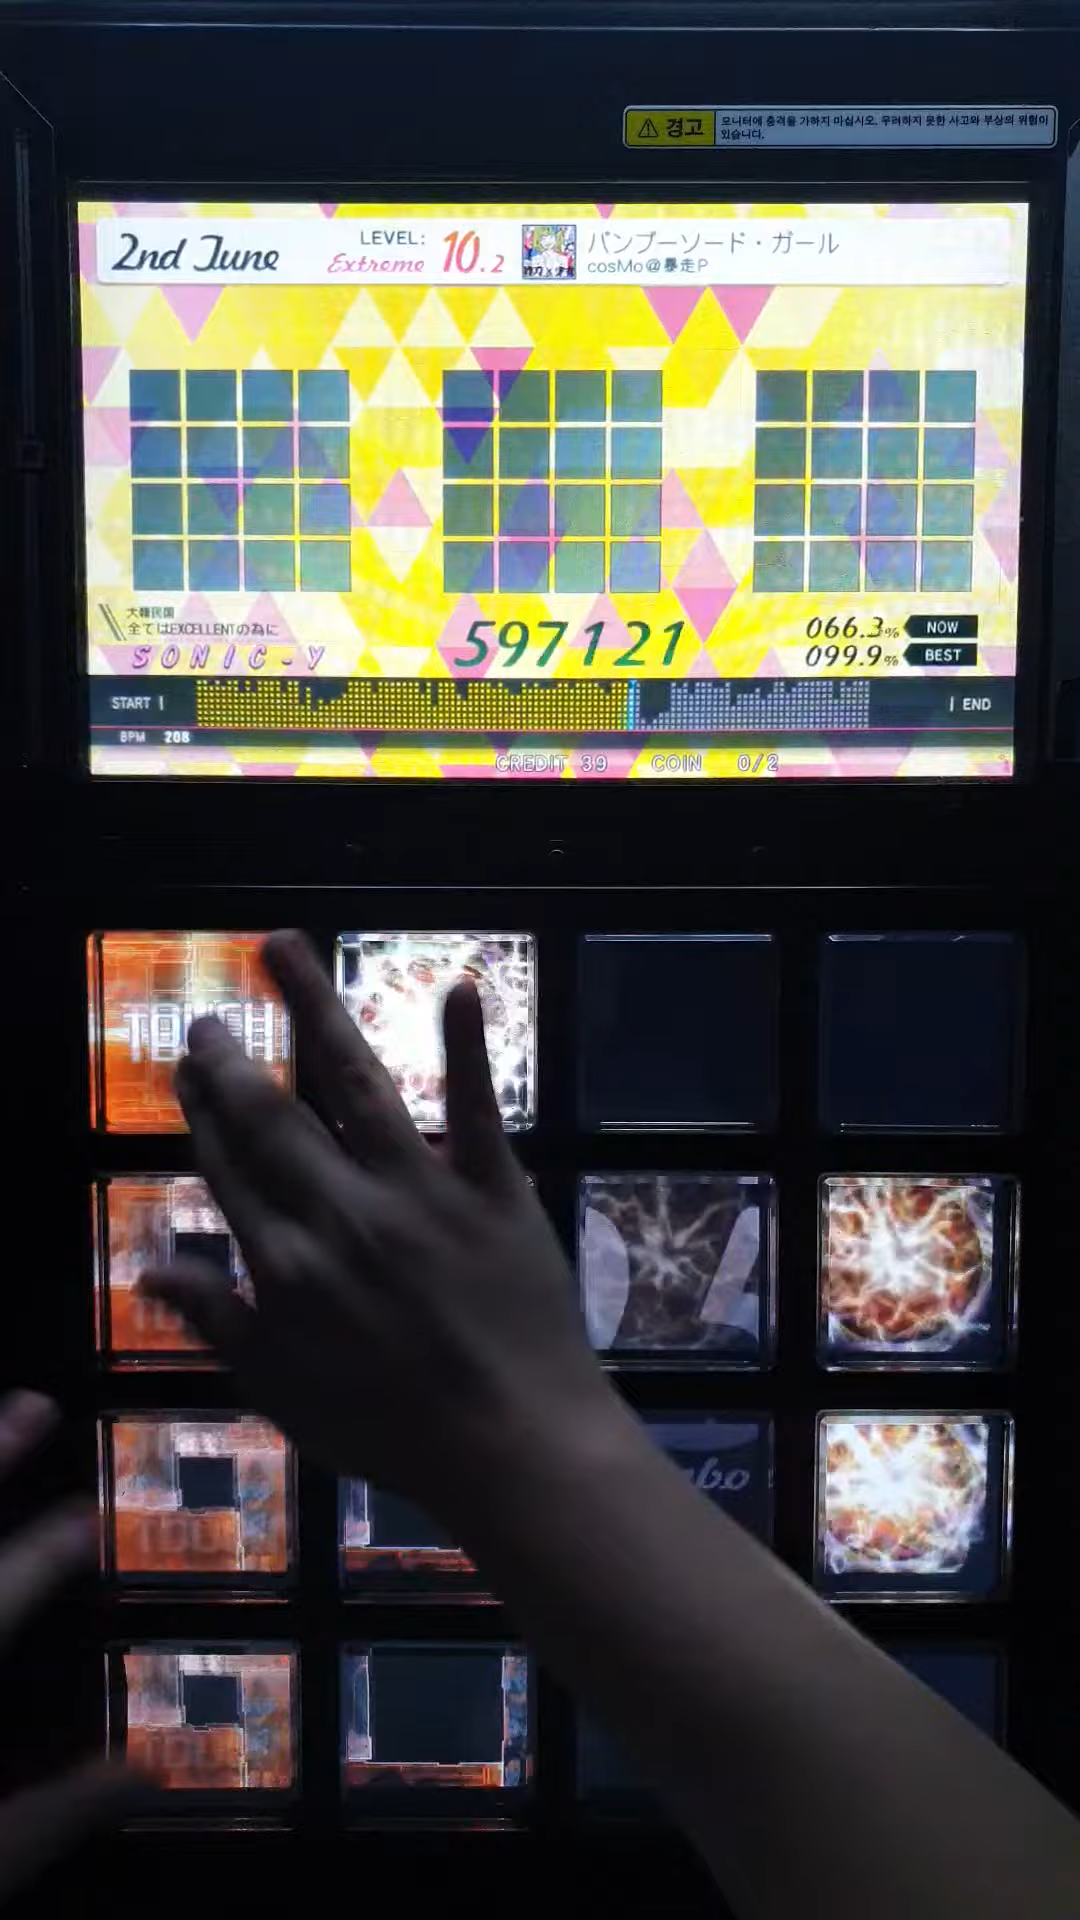 경고
모니터에 충격을 가하지 마십시오. 무려하지 못한 사고와 부상의 위험이
있습니다.
2nd June
LEVEL:
Extreme 10.2
バンブーソード・ガール
cosMo@暴走P
大韓民国
全てはEXCELLENTの為に
SONIC-Y
597121
066.3% NOW
099.9% BEST
START
END
BPM 208
CREDIT 39 COIN 0/2
TOUCH